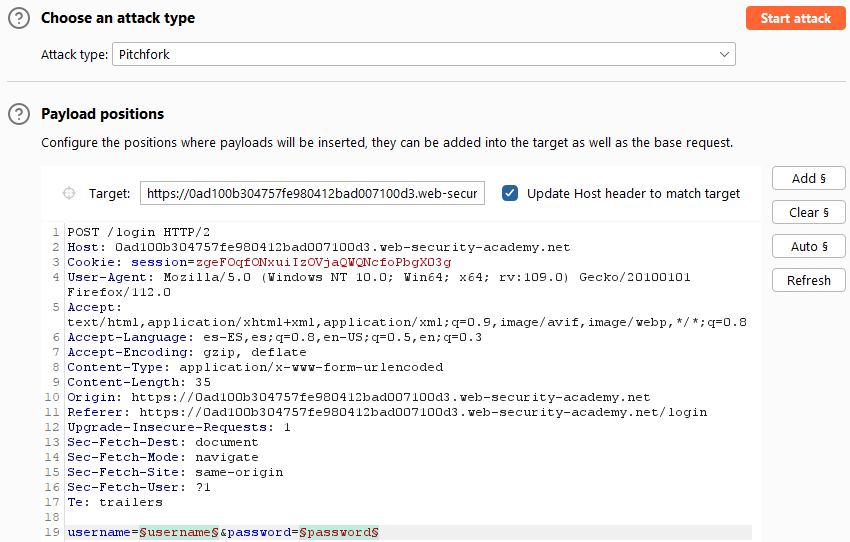 Choose an attack type
Start attack
Attack type: Pitchfork
Payload positions
Configure the positions where payloads will be inserted, they can be added into the target as well as the base request.
Target: https://0ad100b304757fe980412bad007100d3.web-secur
Update Host header to match target
Add §
Clear §
Auto §
Refresh
1 POST /login HTTP/2
2 Host: 0ad100b304757fe980412bad007100d3.web-security-academy.net
3 Cookie: session=zgeFOqfONxuiIzOVjaQWQNcfoPbgX03g
4 User-Agent: Mozilla/5.0 (Windows NT 10.0; Win64; x64; rv:109.0) Gecko/20100101
Firefox/112.0
5 Accept:
text/html,application/xhtml+xml,application/xml;q=0.9,image/avif,image/webp,*/*;q=0.8
6 Accept-Language: es-ES,es;q=0.8,en-US;q=0.5,en;q=0.3
7 Accept-Encoding: gzip, deflate
8 Content-Type: application/x-www-form-urlencoded
9 Content-Length: 35
10 Origin: https://0ad100b304757fe980412bad007100d3.web-security-academy.net
11 Referer: https://0ad100b304757fe980412bad007100d3.web-security-academy.net/login
12 Upgrade-Insecure-Requests: 1
13 Sec-Fetch-Dest: document
14 Sec-Fetch-Mode: navigate
15 Sec-Fetch-Site: same-origin
16 Sec-Fetch-User: ?1
17 Te: trailers
18
19 username=§username§&password=§password§